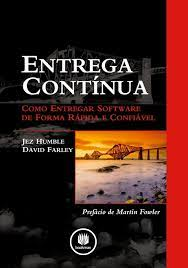 ENTREGA
CONTÍNUA
COMO ENTREGAR SOFTWARE
DE FORMA RÁPIDA E CONFIÁVEL
JEZ HUMBLE
DAVID FARLEY
Prefácio de Martin Fowler